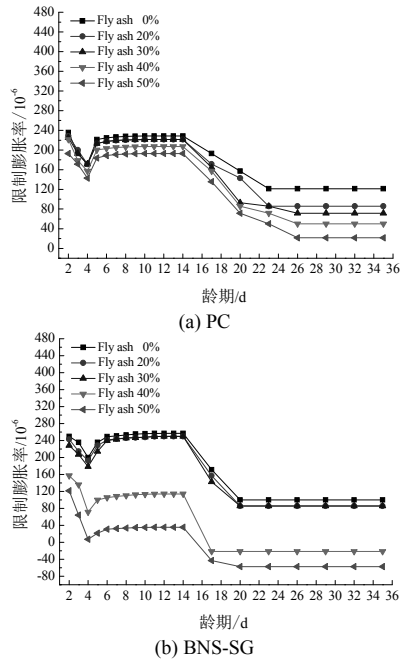 480
440
400
360
320
280
240
200
160
120
80
40
0
Fly ash 0%
Fly ash 20%
Fly ash 30%
Fly ash 40%
Fly ash 50%
限制膨胀率/10-6
2 4 6 8 10 12 14 16 18 20 22 24 26 28 30 32 34 36
龄期/d
(a) PC
480
440
400
360
320
280
240
200
160
120
80
40
0
-40
-80
Fly ash 0%
Fly ash 20%
Fly ash 30%
Fly ash 40%
Fly ash 50%
限制膨胀率/10-6
2 4 6 8 10 12 14 16 18 20 22 24 26 28 30 32 34 36
龄期/d
(b) BNS-SG